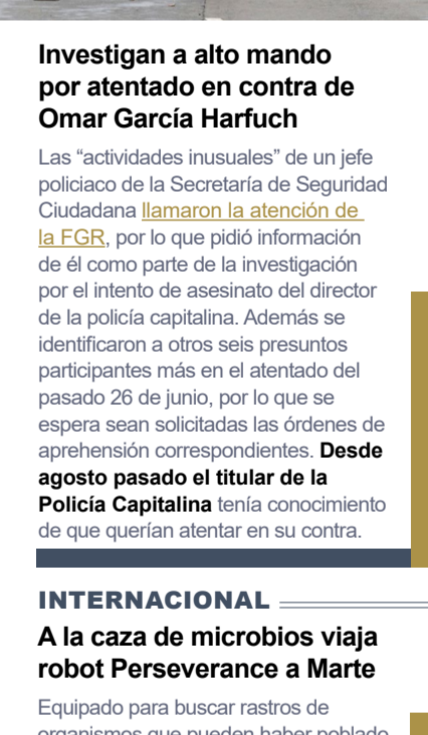 Investigan a alto mando
por atentado en contra de
Omar García Harfuch
Las “actividades inusuales” de un jefe
policiaco de la Secretaría de Seguridad
Ciudadana llamaron la atención de
la FGR, por lo que pidió información
de él como parte de la investigación
por el intento de asesinato del director
de la policía capitalina. Además se
identificaron a otros seis presuntos
participantes más en el atentado del
pasado 26 de junio, por lo que se
espera sean solicitadas las órdenes de
aprehensión correspondientes. Desde
agosto pasado el titular de la
Policía Capitalina tenía conocimiento
de que querían atentar en su contra.
INTERNACIONAL
A la caza de microbios viaja
robot Perseverance a Marte
Equipado para buscar rastros de
organismos que pueden haber poblado